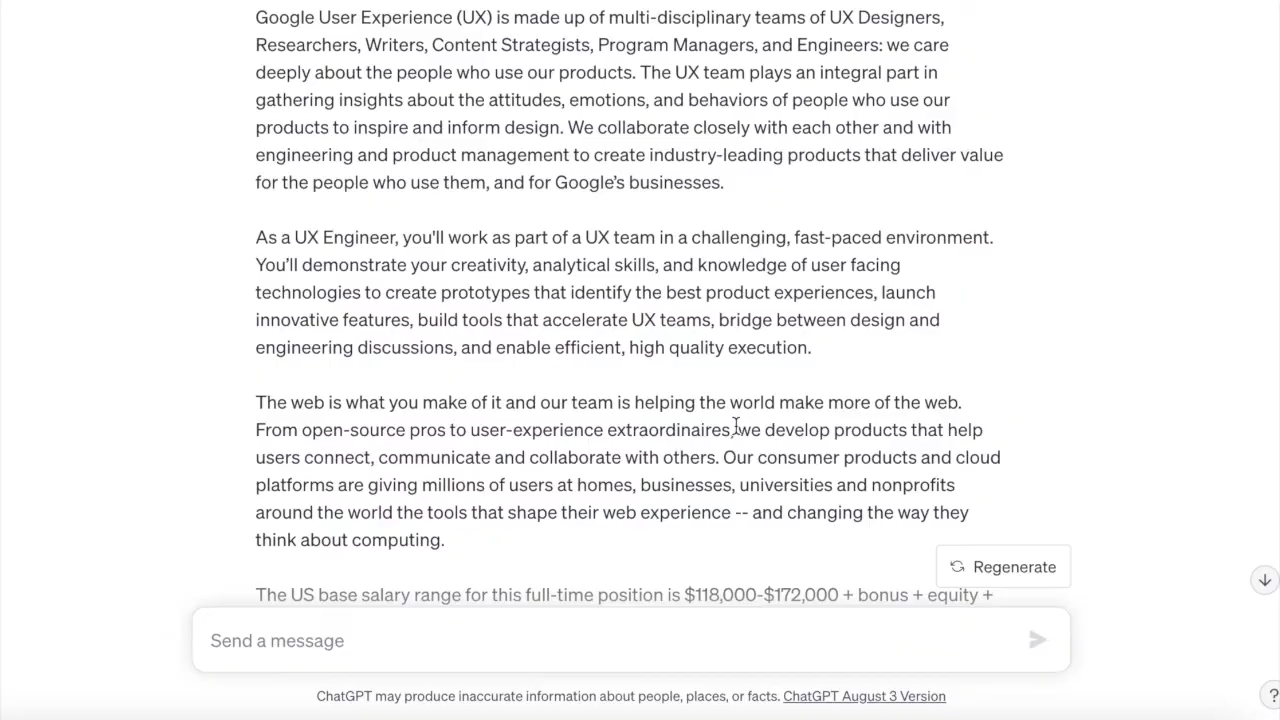 Google User Experience (UX) is made up of multi-disciplinary teams of UX Designers,
Researchers, Writers, Content Strategists, Program Managers, and Engineers: we care
deeply about the people who use our products. The UX team plays an integral part in
gathering insights about the attitudes, emotions, and behaviors of people who use our
products to inspire and inform design. We collaborate closely with each other and with
engineering and product management to create industry-leading products that deliver value
for the people who use them, and for Google’s businesses.
As a UX Engineer, you'll work as part of a UX team in a challenging, fast-paced environment.
You’ll demonstrate your creativity, analytical skills, and knowledge of user facing
technologies to create prototypes that identify the best product experiences, launch
innovative features, build tools that accelerate UX teams, bridge between design and
engineering discussions, and enable efficient, high quality execution.
The web is what you make of it and our team is helping the world make more of the web.
From open-source pros to user-experience extraordinaires, we develop products that help
users connect, communicate and collaborate with others. Our consumer products and cloud
platforms are giving millions of users at homes, businesses, universities and nonprofits
around the world the tools that shape their web experience -- and changing the way they
think about computing.
Regenerate
The US base salary range for this full-time position is $118,000-$172,000 + bonus + equity +
Send a message
ChatGPT may produce inaccurate information about people, places, or facts. ChatGPT August 3 Version
?